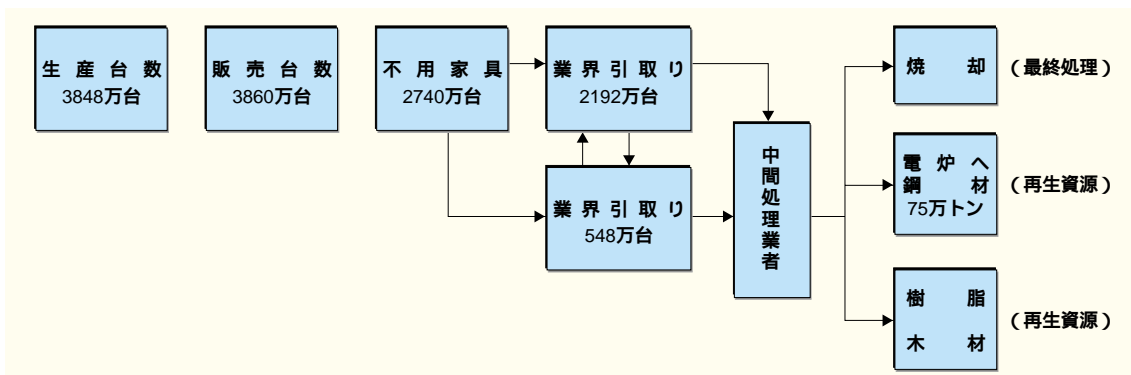 生産台数
3848万台
販売台数
3860万台
不用家具
2740万台
業界引取り
2192万台
業界引取り
548万台
中間処理業者
焼却
(最終処理)
電炉へ
鋼材
75万トン
(再生資源)
樹脂
木材
(再生資源)